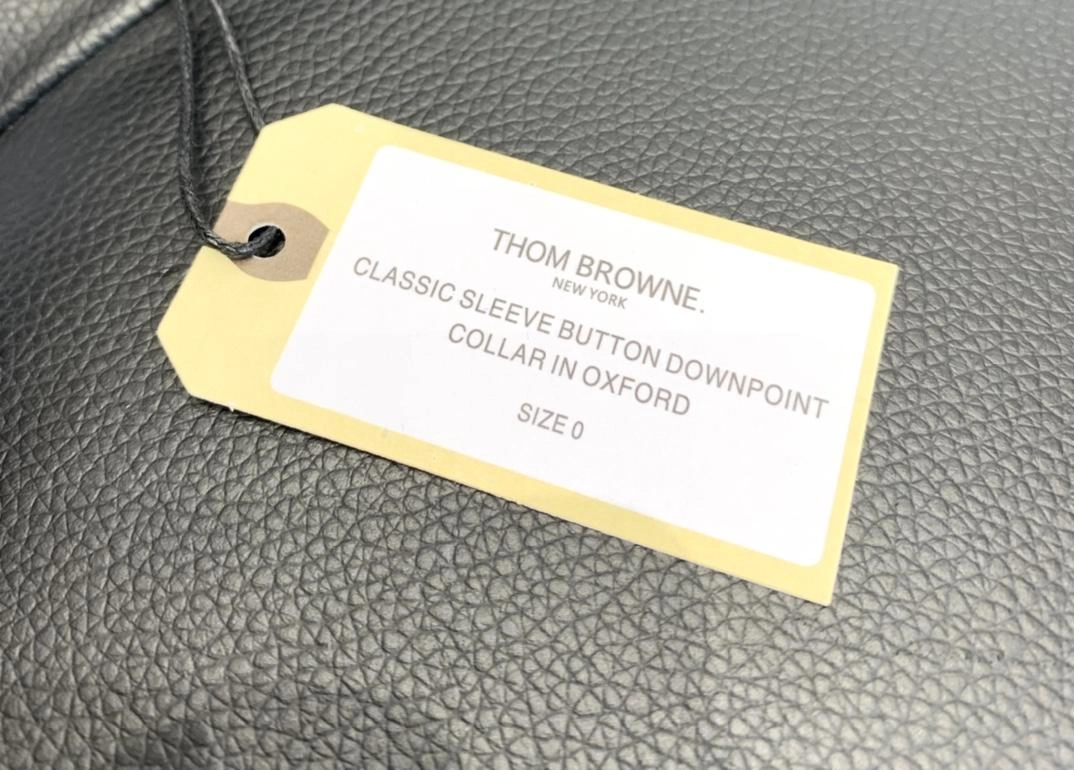 THOM BROWNE.
NEW YORK
CLASSIC SLEEVE BUTTON DOWNPOINT
COLLAR IN OXFORD
SIZE 0